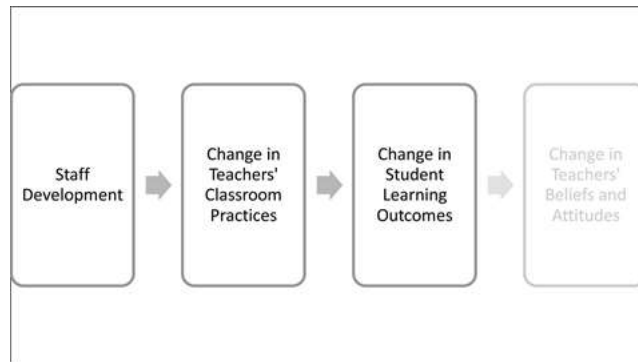 Staff
Development
Change in
Teachers'
Classroom
Practices
Change in
Student
Learning
Outcomes
Change in
Teachers'
Beliefs and
Attitudes